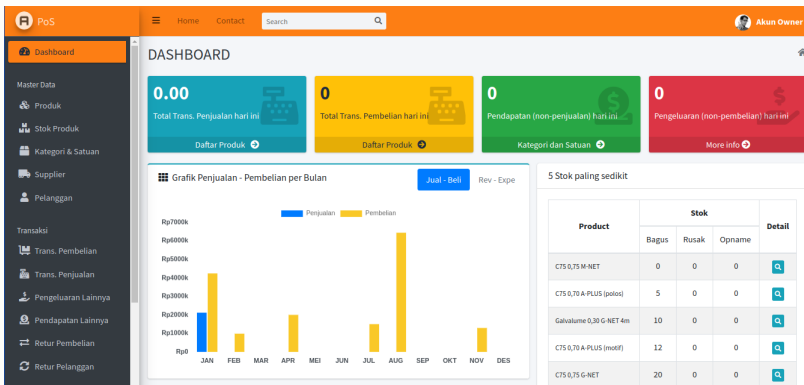 R PoS
Home Contact Search
Akun Owner
Dashboard
Master Data
Produk
Stok Produk
Kategori & Satuan
Supplier
Pelanggan
Transaksi
Trans. Pembelian
Trans. Penjualan
Pengeluaran Lainnya
Pendapatan Lainnya
Retur Pembelian
Retur Pelanggan
DASHBOARD
0.00
Total Trans. Penjualan hari ini
Daftar Produk
0
Total Trans. Pembelian hari ini
Daftar Produk
0
Pendapatan (non-penjualan) hari ini
Kategori dan Satuan
0
Pengeluaran (non-pembelian) hari ini
More info
Grafik Penjualan - Pembelian per Bulan
Jual - Beli Rev - Expe
Penjualan Pembelian
Rp7000k
Rp6000k
Rp5000k
Rp4000k
Rp3000k
Rp2000k
Rp1000k
Rp0
JAN FEB MAR APR MEI JUN JUL AUG SEP OKT NOV DES
5 Stok paling sedikit
Product Stok Detail
Bagus Rusak Opname
C75 0,75 M-NET 0 0 0
C75 0,70 A-PLUS (polos) 5 0 0
Galvalume 0,30 G-NET 4m 10 0 0
C75 0,70 A-PLUS (motif) 12 0 0
C75 0,75 G-NET 20 0 0